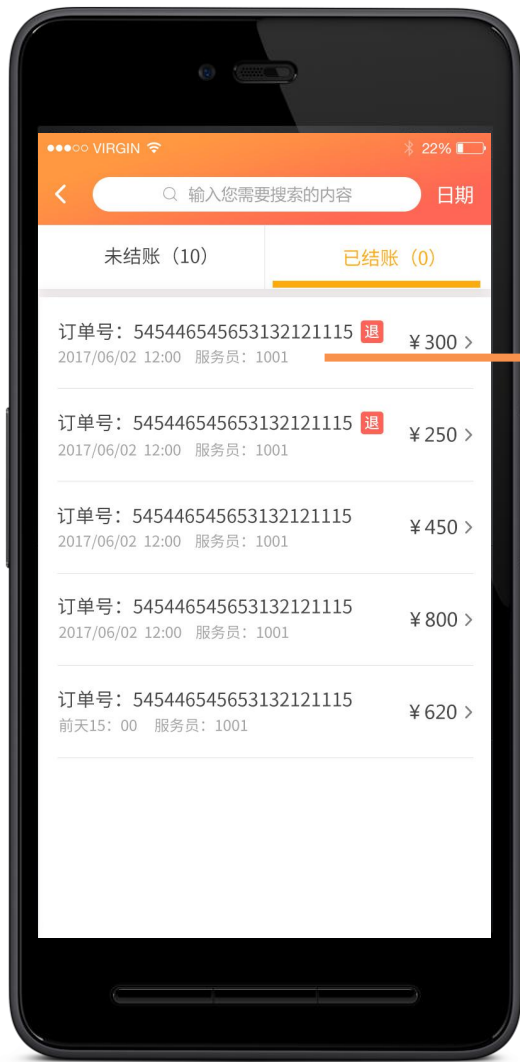 VIRGIN 22%
输入您需要搜索的内容 日期
未结账（10） 已结账（0）
订单号：545446545653132121115 退 ￥300
2017/06/02 12:00 服务员：1001
订单号：545446545653132121115 退 ￥250
2017/06/02 12:00 服务员：1001
订单号：545446545653132121115 ￥450
2017/06/02 12:00 服务员：1001
订单号：545446545653132121115 ￥800
2017/06/02 12:00 服务员：1001
订单号：545446545653132121115 ￥620
前天15：00 服务员：1001